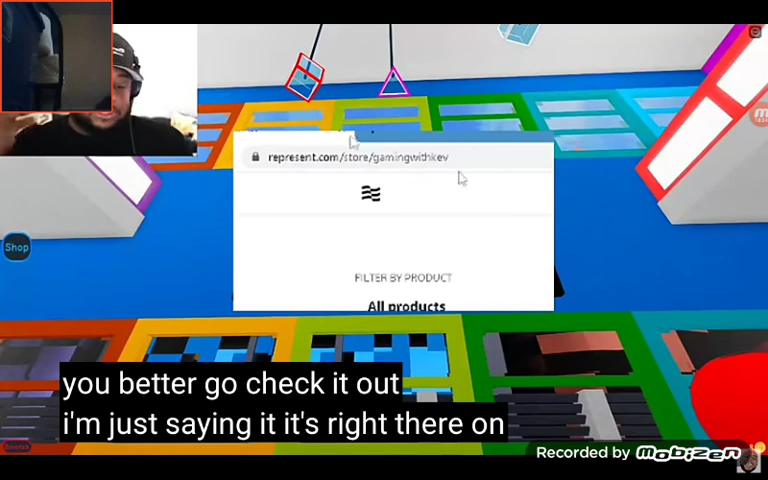 represent.com/store/gamingwithkev
FILTER BY PRODUCT
All products
Shop
you better go check it out
i'm just saying it it's right there on
Recorded by mobizen